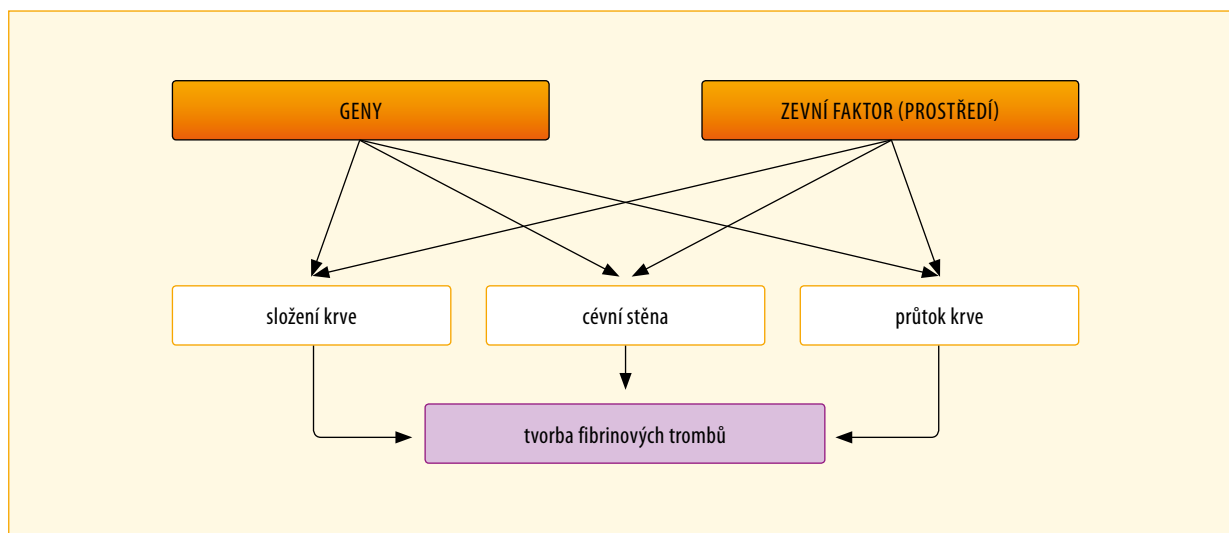 GENY
ZEVNÍ FAKTOR (PROSTŘEDÍ)
složení krve
cévní stěna
průtok krve
tvorba fibrinových trombů